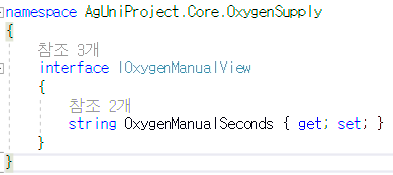 namespace AgUniProject.Core.OxygenSupply
{
참조 3개
interface IOxygenManualView
{
참조 2개
string OxygenManualSeconds { get; set; }
}
}